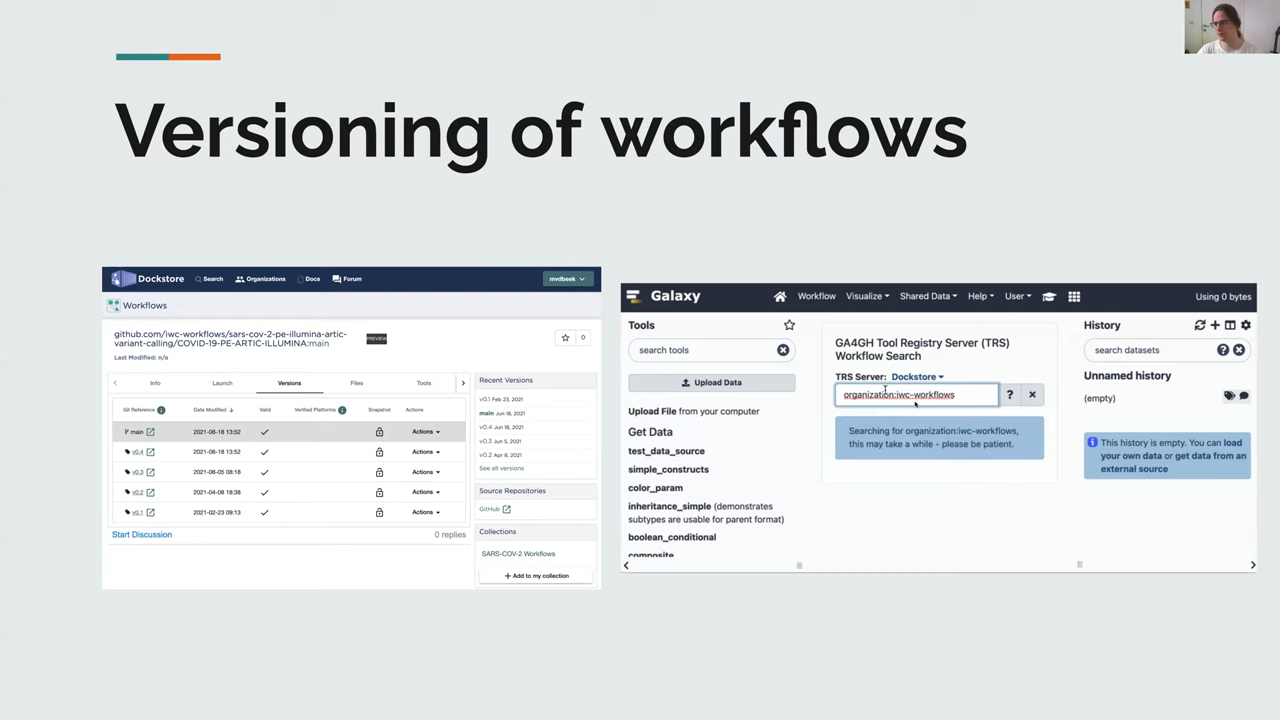 Versioning of workflows
Dockstore Search Organizations Docs Forum mvdbeek
Workflows
github.com/iwc-workflows/sars-cov-2-pe-illumina-artic-
variant-calling/COVID-19-PE-ARTIC-ILLUMINA:main
PREVIEW
0
Last Modified: n/a
Info Launch Versions Files Tools
Git Reference Date Modified Valid Verified Platforms Snapshot Actions
main 2021-06-18 13:52 Actions
v0.4 2021-06-18 13:52 Actions
v0.3 2021-06-05 08:18 Actions
v0.2 2021-04-08 18:38 Actions
v0.1 2021-02-23 09:13 Actions
Start Discussion 0 replies
Recent Versions
v0.1 Feb 23, 2021
main Jun 18, 2021
v0.4 Jun 18, 2021
v0.3 Jun 5, 2021
v0.2 Apr 8, 2021
See all versions
Source Repositories
GitHub
Collections
SARS-COV-2 Workflows
+ Add to my collection
Galaxy Workflow Visualize Shared Data Help User Using 0 bytes
Tools
search tools
Upload Data
Upload File from your computer
Get Data
test_data_source
simple_constructs
color_param
inheritance_simple (demonstrates
subtypes are usable for parent format)
boolean_conditional
composite
GA4GH Tool Registry Server (TRS)
Workflow Search
TRS Server: Dockstore
organization:iwc-workflows
?
Searching for organization:iwc-workflows,
this may take a while - please be patient.
History
search datasets
Unnamed history
(empty)
This history is empty. You can load
your own data or get data from an
external source